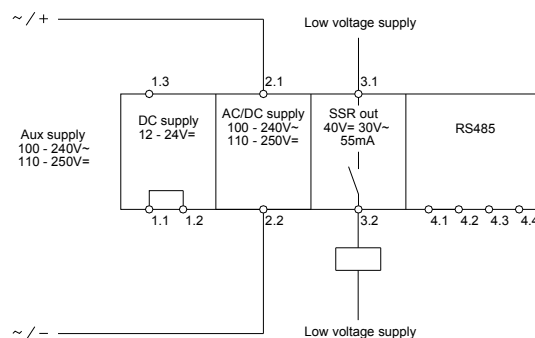 ~ / +
Low voltage supply
1.3
2.1
3.1
Aux supply
100 - 240V~
110 - 250V=
DC supply
12 - 24V=
AC/DC supply
100 - 240V~
110 - 250V=
SSR out
40V= 30V~
55mA
RS485
1.1
1.2
2.2
3.2
4.1
4.2
4.3
4.4
~ / –
Low voltage supply